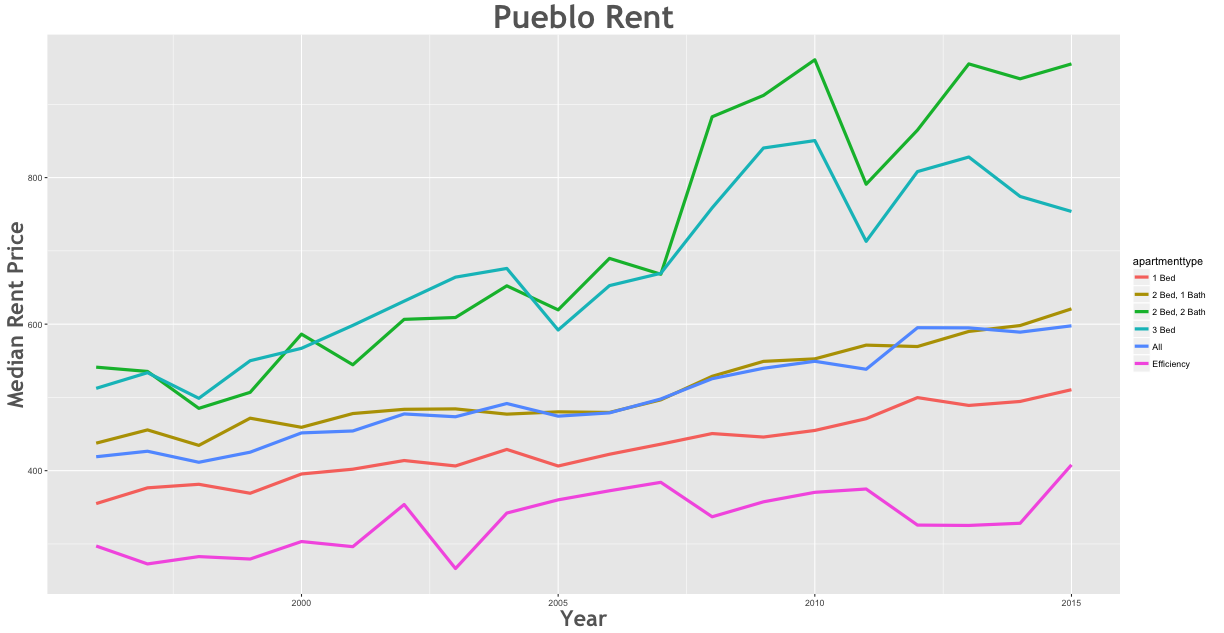 Pueblo Rent
Median Rent Price
800
600
400
2000
2005
2010
2015
Year
apartmenttype
1 Bed
2 Bed, 1 Bath
2 Bed, 2 Bath
3 Bed
All
Efficiency